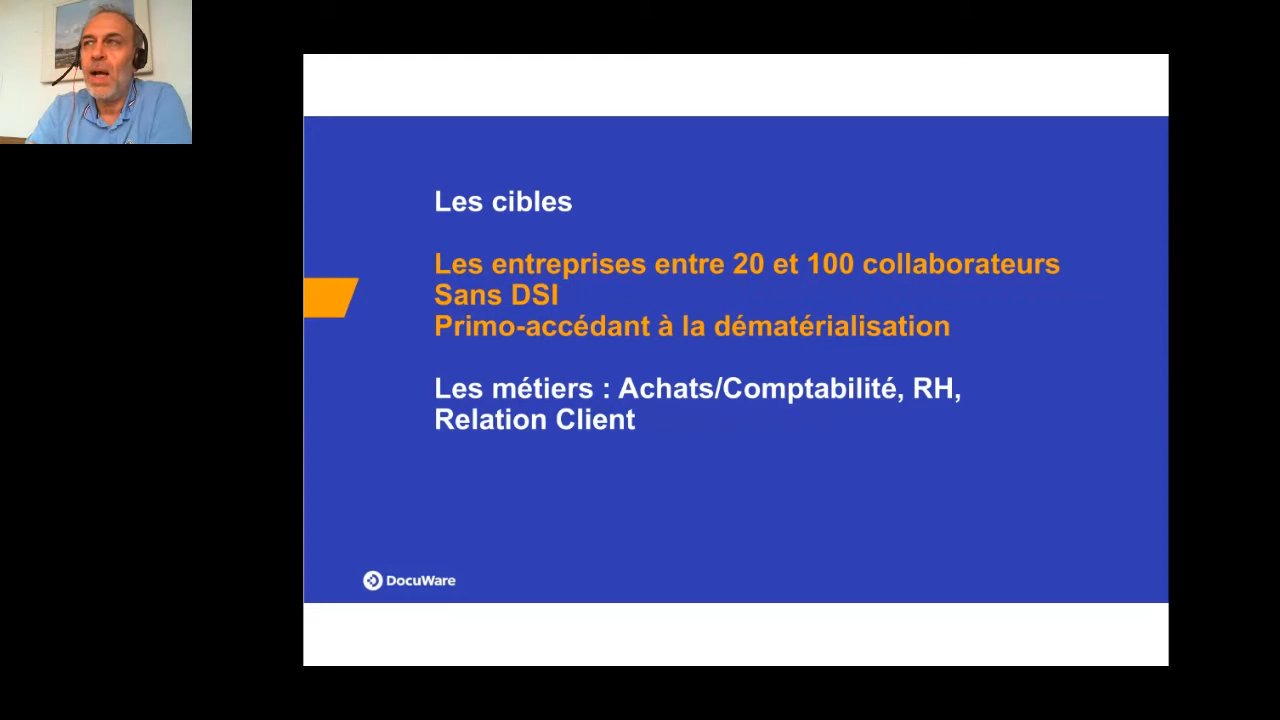 Les cibles
Les entreprises entre 20 et 100 collaborateurs
Sans DSI
Primo-accédant à la dématérialisation
Les métiers : Achats/Comptabilité, RH,
Relation Client
DocuWare